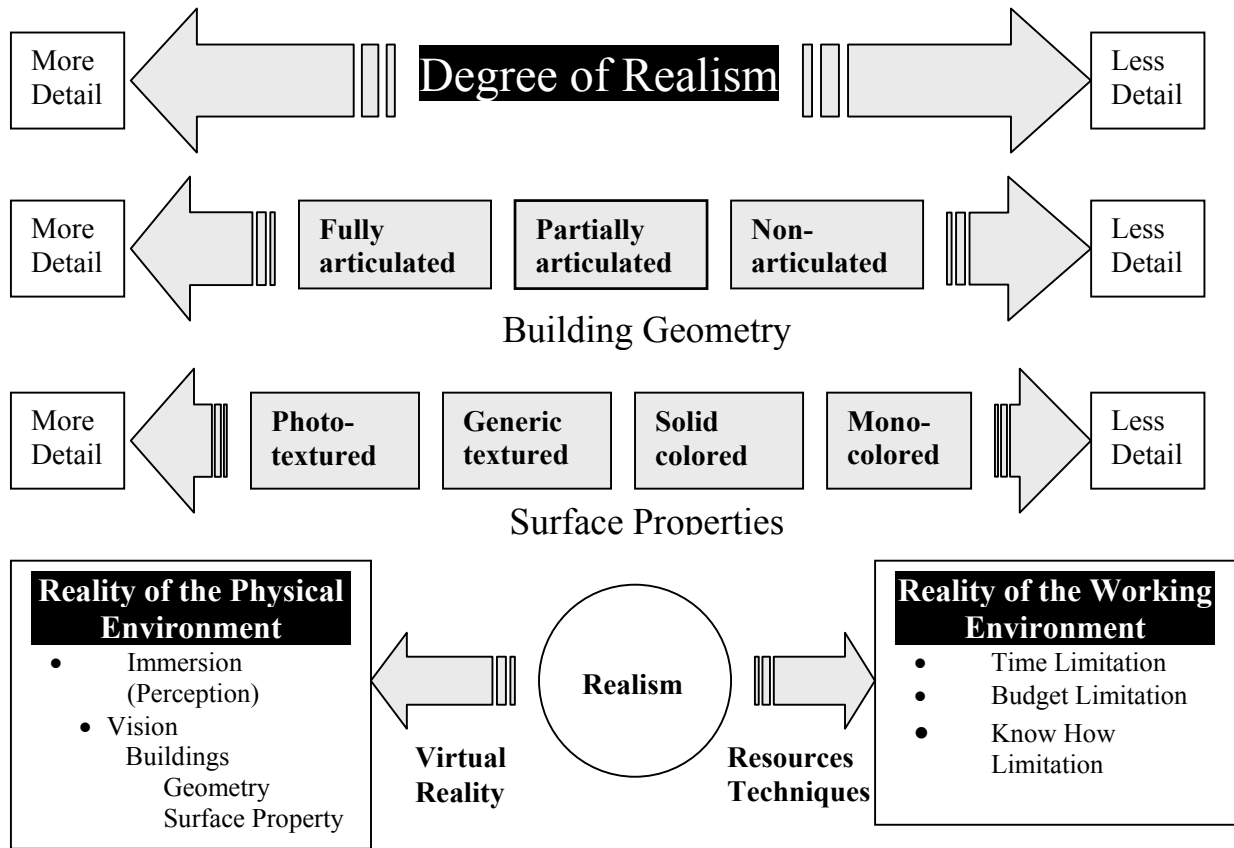 More
Detail
Degree of Realism
Less
Detail
More
Detail
Fully
articulated
Partially
articulated
Non-
articulated
Less
Detail
Building Geometry
More
Detail
Photo-
textured
Generic
textured
Solid
colored
Mono-
colored
Less
Detail
Surface Properties
Reality of the Physical
Environment
• Immersion
(Perception)
• Vision
Buildings
Geometry
Surface Property
Virtual
Reality
Realism
Resources
Techniques
Reality of the Working
Environment
• Time Limitation
• Budget Limitation
• Know How
Limitation